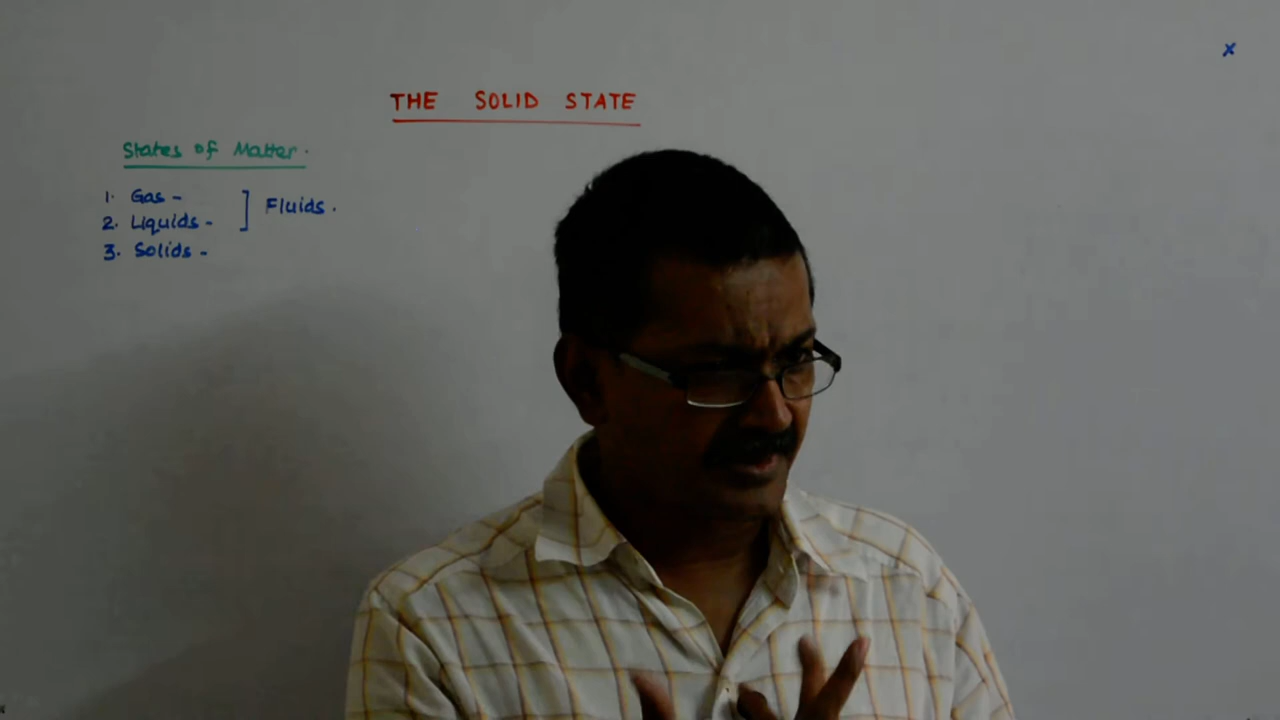 x
THE SOLID STATE
States of Matter.
1. Gas -
2. Liquids -
] Fluids.
3. Solids -